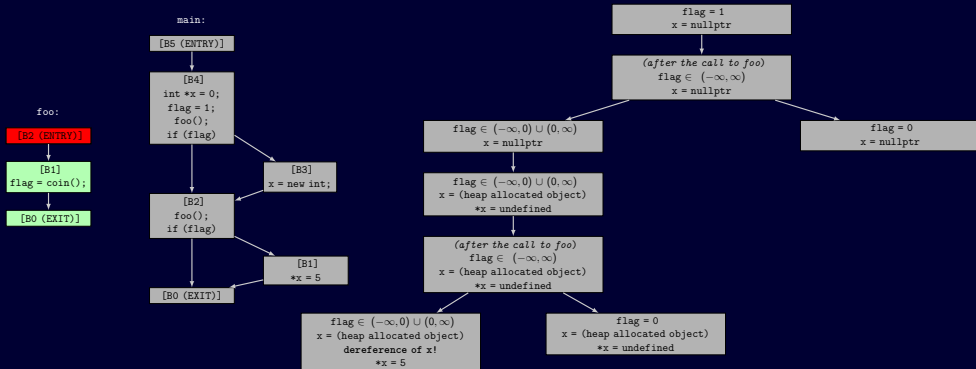 foo:
[B2 (ENTRY)]
[B1]
flag = coin();
[B0 (EXIT)]
main:
[B5 (ENTRY)]
[B4]
int *x = 0;
flag = 1;
foo();
if (flag)
[B3]
x = new int;
[B2]
foo();
if (flag)
[B1]
*x = 5
[B0 (EXIT)]
flag = 1
x = nullptr
(after the call to foo)
flag ∈ (−∞, ∞)
x = nullptr
flag ∈ (−∞, 0) ∪ (0, ∞)
x = nullptr
flag = 0
x = nullptr
flag ∈ (−∞, 0) ∪ (0, ∞)
x = (heap allocated object)
*x = undefined
(after the call to foo)
flag ∈ (−∞, ∞)
x = (heap allocated object)
*x = undefined
flag ∈ (−∞, 0) ∪ (0, ∞)
x = (heap allocated object)
dereference of x!
*x = 5
flag = 0
x = (heap allocated object)
*x = undefined